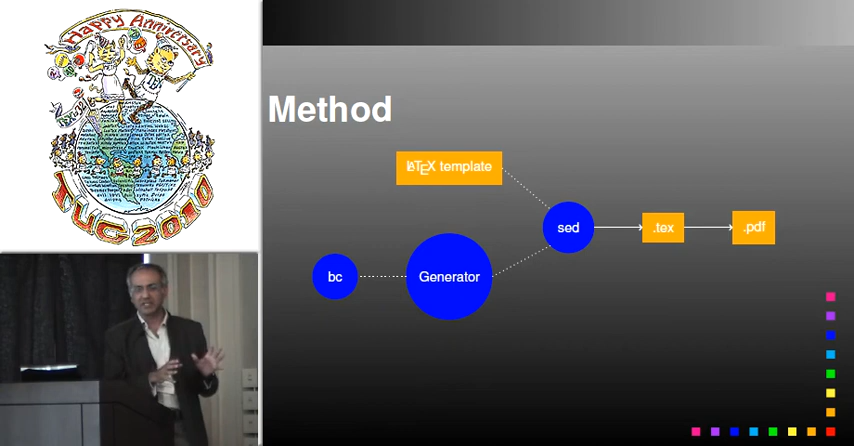 Happy Anniversary
TUG 2010
Method
LATEX template
sed
.tex
.pdf
bc
Generator